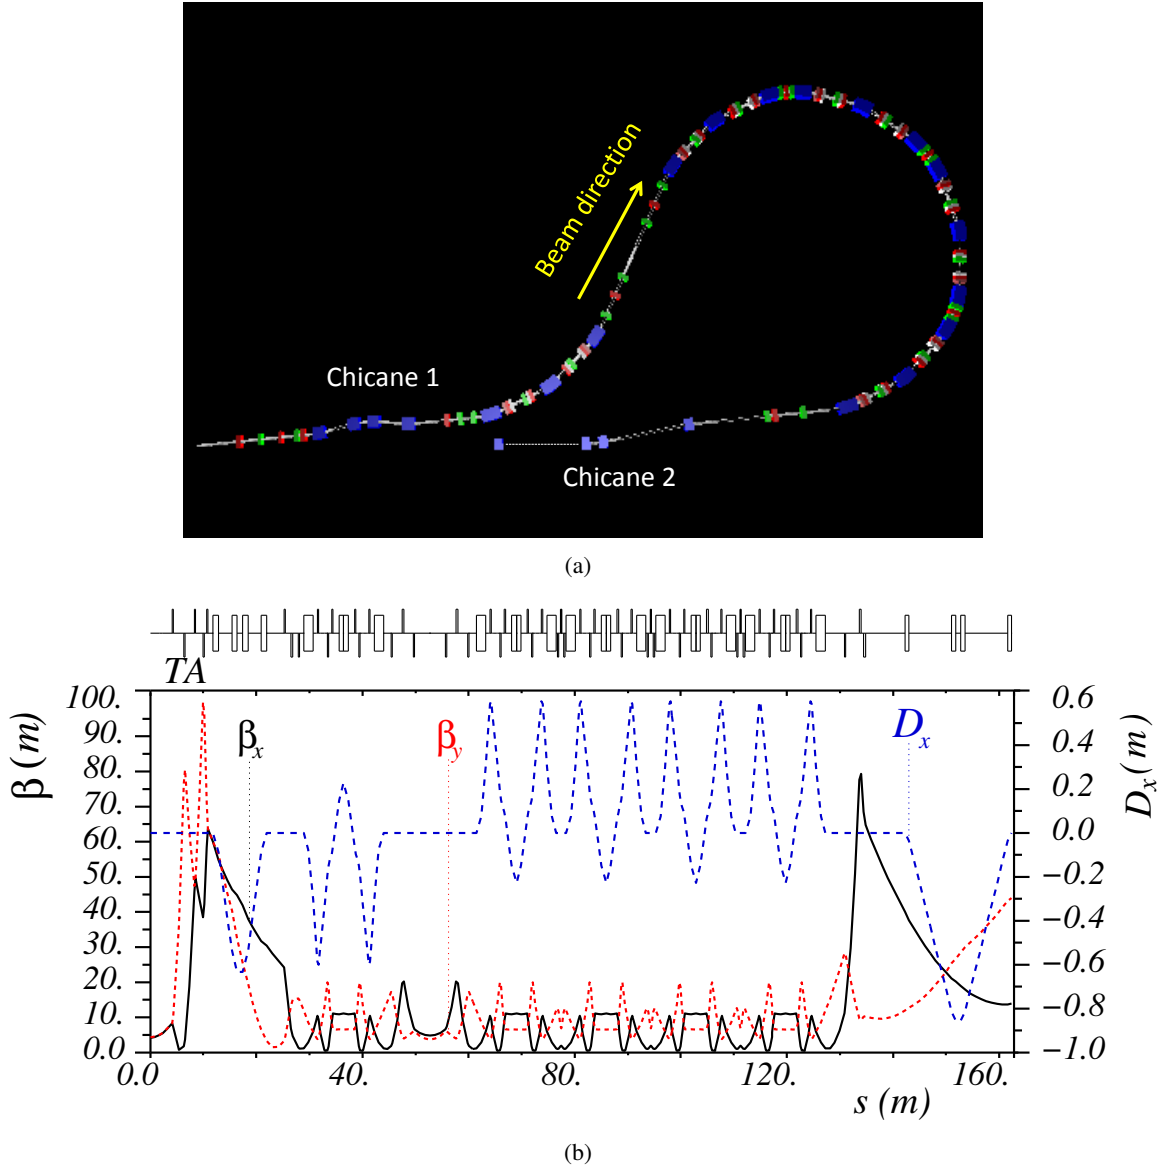 Beam direction
Chicane 1
Chicane 2
(a)
TA
100.
90.
80.
70.
60.
50.
40.
30.
20.
10.
0.0
β (m)
βx
βy
Dx
0.6
0.4
0.2
0.0
−0.2
−0.4
−0.6
−0.8
−1.0
Dx (m)
0.0 40. 80. 120. 160.
s (m)
(b)